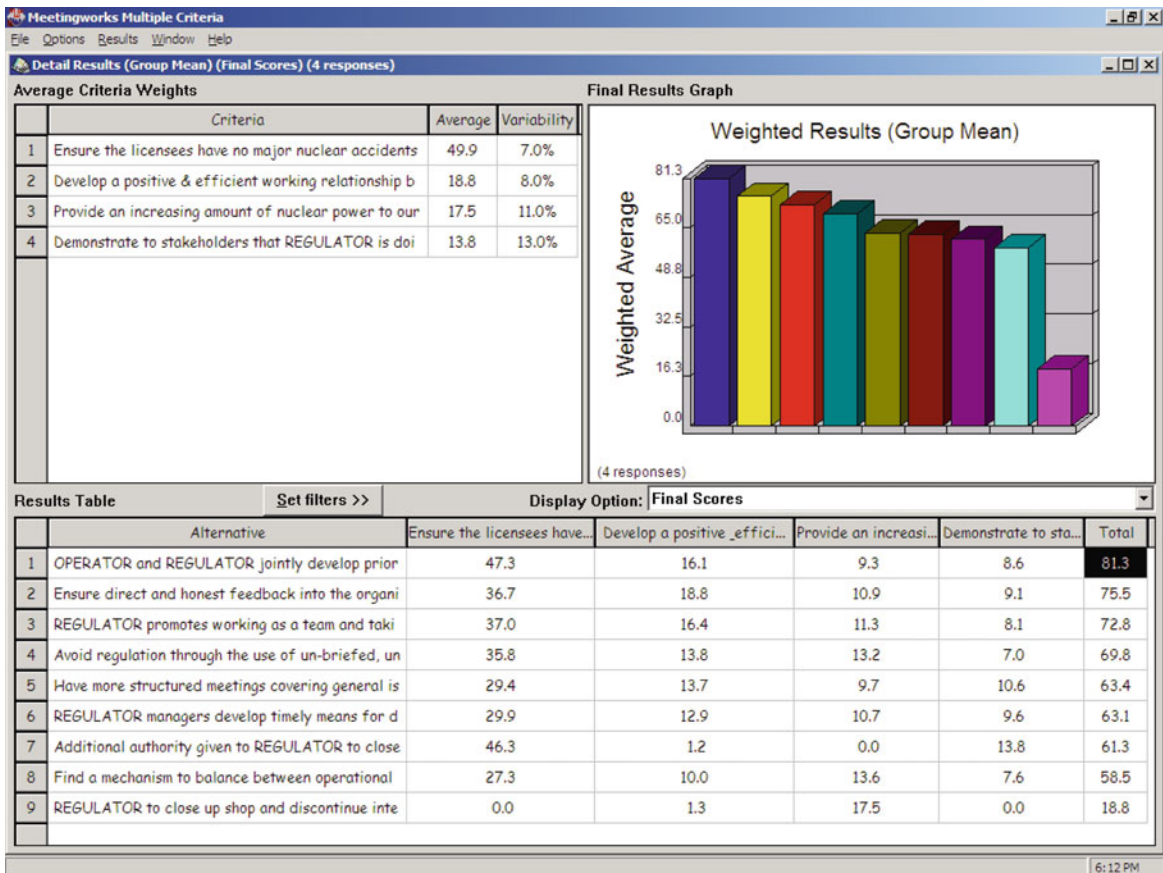 Meetingworks Multiple Criteria
File Options Results Window Help
Detail Results (Group Mean) (Final Scores) (4 responses)
Average Criteria Weights
Criteria Average Variability
1 Ensure the licensees have no major nuclear accidents 49.9 7.0%
2 Develop a positive & efficient working relationship b 18.8 8.0%
3 Provide an increasing amount of nuclear power to our 17.5 11.0%
4 Demonstrate to stakeholders that REGULATOR is doi 13.8 13.0%
Final Results Graph
Weighted Results (Group Mean)
Weighted Average
81.3
65.0
48.8
32.5
16.3
0.0
(4 responses)
Results Table Set filters >> Display Option: Final Scores
Alternative Ensure the licensees have... Develop a positive _effici... Provide an increasi... Demonstrate to sta... Total
1 OPERATOR and REGULATOR jointly develop prior 47.3 16.1 9.3 8.6 81.3
2 Ensure direct and honest feedback into the organi 36.7 18.8 10.9 9.1 75.5
3 REGULATOR promotes working as a team and taki 37.0 16.4 11.3 8.1 72.8
4 Avoid regulation through the use of un-briefed, un 35.8 13.8 13.2 7.0 69.8
5 Have more structured meetings covering general is 29.4 13.7 9.7 10.6 63.4
6 REGULATOR managers develop timely means for d 29.9 12.9 10.7 9.6 63.1
7 Additional authority given to REGULATOR to close 46.3 1.2 0.0 13.8 61.3
8 Find a mechanism to balance between operational 27.3 10.0 13.6 7.6 58.5
9 REGULATOR to close up shop and discontinue inte 0.0 1.3 17.5 0.0 18.8
6:12 PM